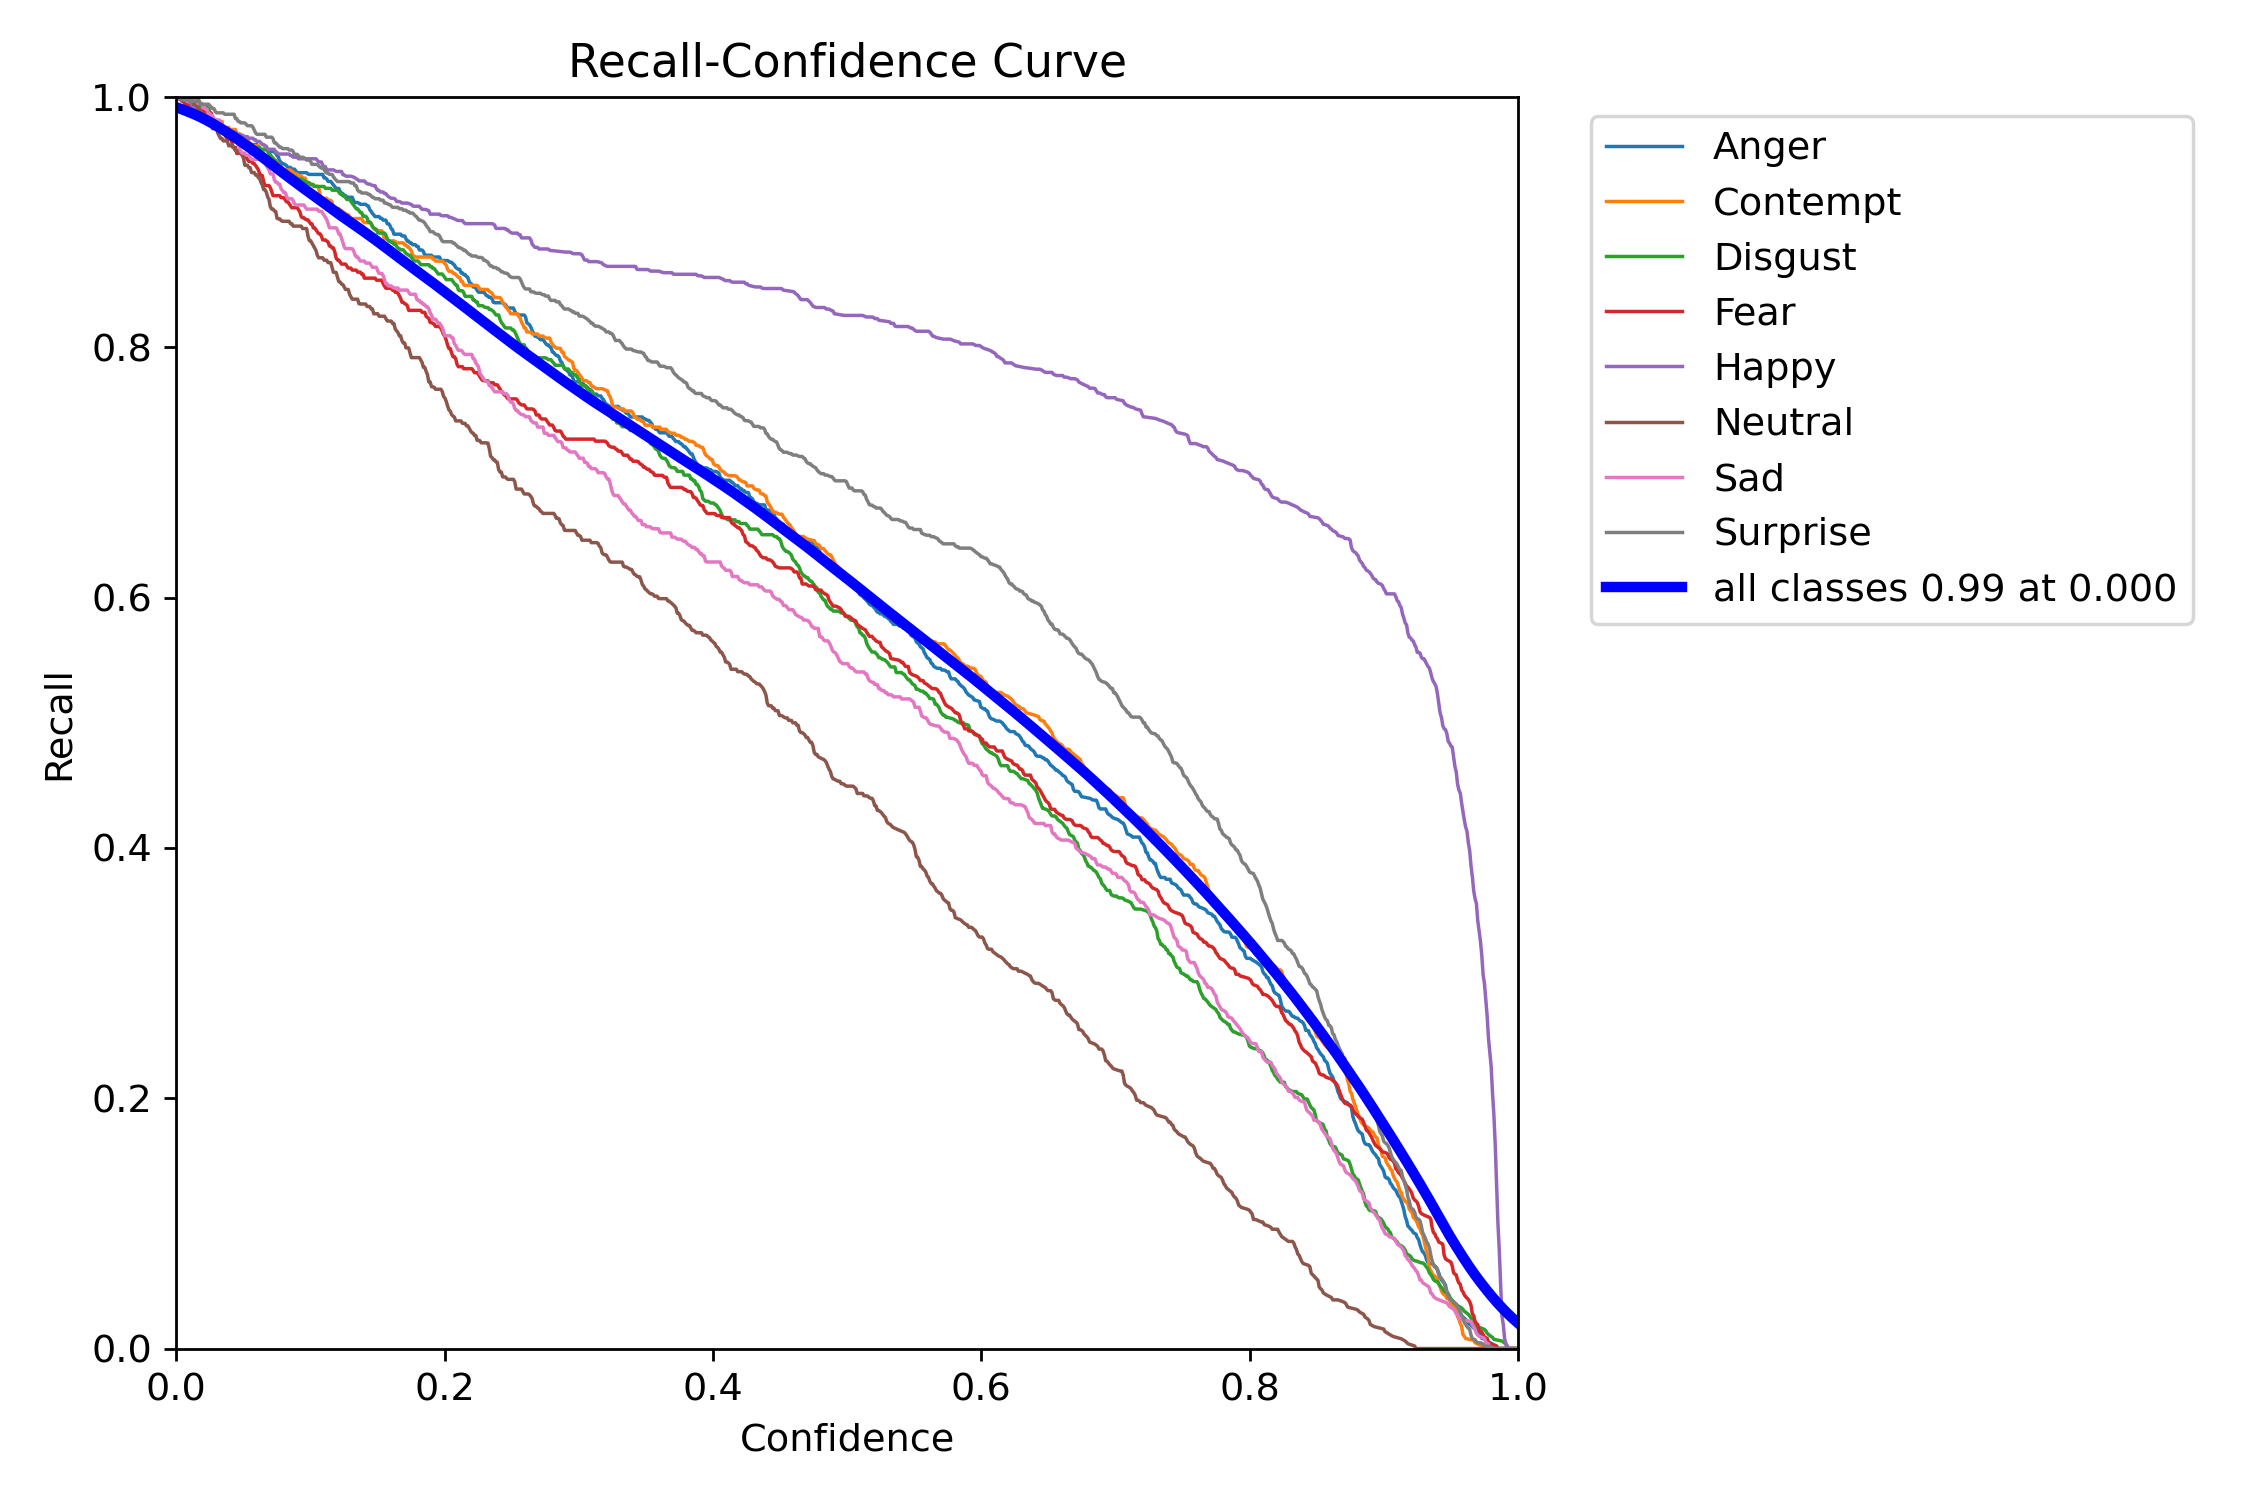 Recall-Confidence Curve
1.0
0.8
0.6
0.4
0.2
0.0
Recall
0.0 0.2 0.4 0.6 0.8 1.0
Confidence
Anger
Contempt
Disgust
Fear
Happy
Neutral
Sad
Surprise
all classes 0.99 at 0.000